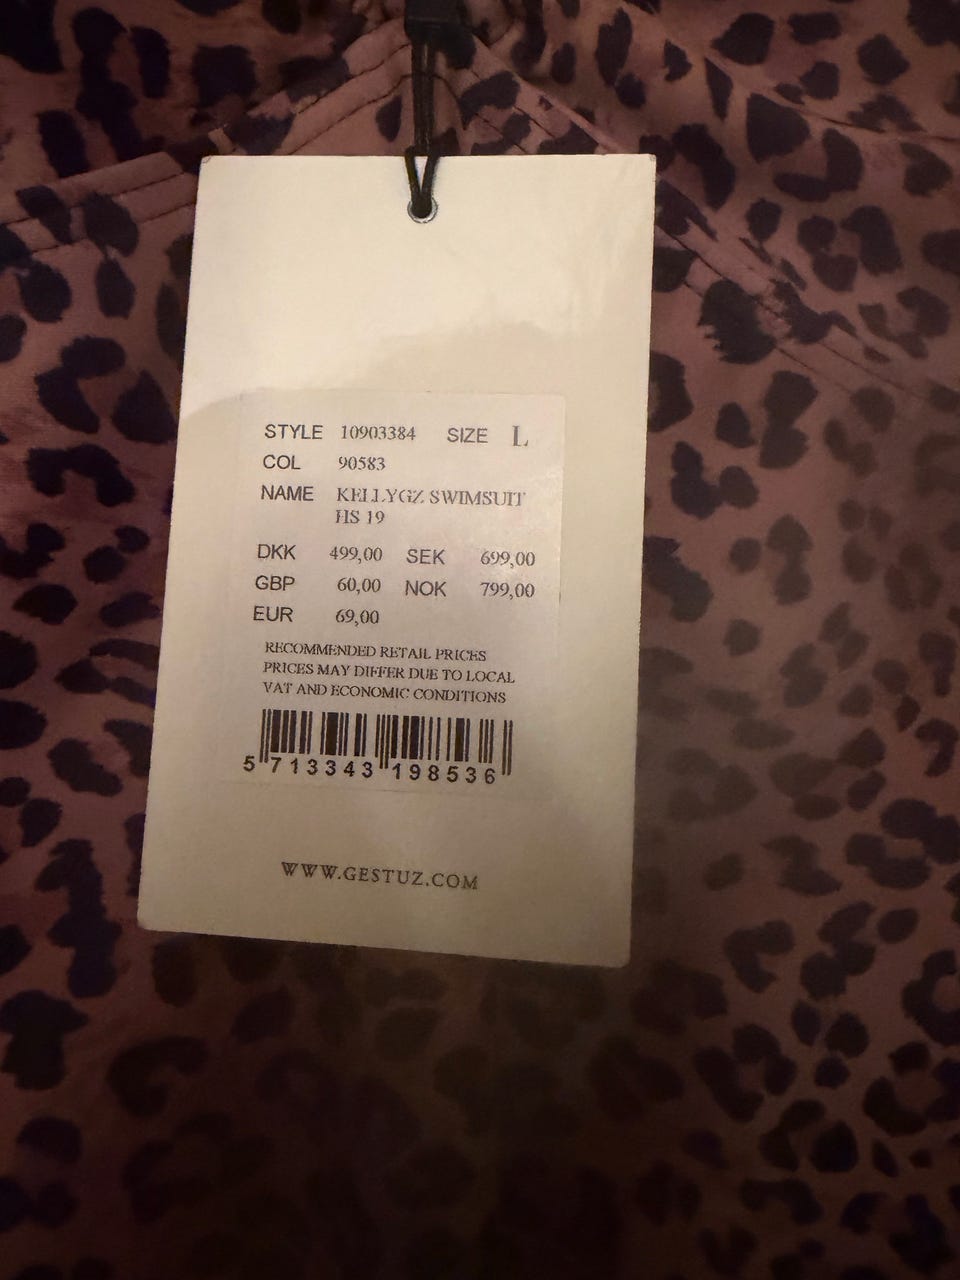 STYLE 10903384 SIZE L
COL 90583
NAME KELLYGZ SWIMSUIT
HS 19
DKK 499,00 SEK 699,00
GBP 60,00 NOK 799,00
EUR 69,00
RECOMMENDED RETAIL PRICES
PRICES MAY DIFFER DUE TO LOCAL
VAT AND ECONOMIC CONDITIONS
5 713343 198536
WWW.GESTUZ.COM